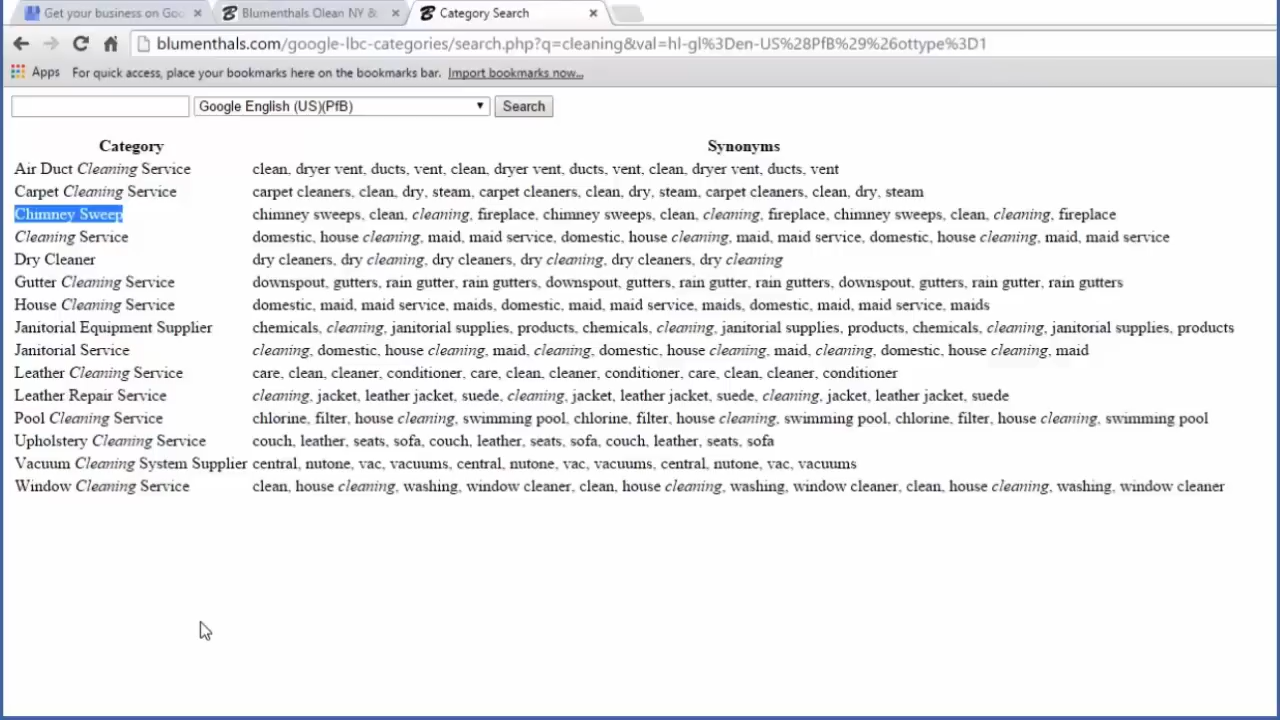 Get your business on Goo
Blumenthals Olean NY &
Category Search
blumenthals.com/google-lbc-categories/search.php?q=cleaning&val=hl-gl%3Den-US%28PfB%29%26ottype%3D1
Apps For quick access, place your bookmarks here on the bookmarks bar. Import bookmarks now...
Google English (US)(PfB) Search
Category Synonyms
Air Duct Cleaning Service clean, dryer vent, ducts, vent, clean, dryer vent, ducts, vent, clean, dryer vent, ducts, vent
Carpet Cleaning Service carpet cleaners, clean, dry, steam, carpet cleaners, clean, dry, steam, carpet cleaners, clean, dry, steam
Chimney Sweep chimney sweeps, clean, cleaning, fireplace, chimney sweeps, clean, cleaning, fireplace, chimney sweeps, clean, cleaning, fireplace
Cleaning Service domestic, house cleaning, maid, maid service, domestic, house cleaning, maid, maid service, domestic, house cleaning, maid, maid service
Dry Cleaner dry cleaners, dry cleaning, dry cleaners, dry cleaning, dry cleaners, dry cleaning
Gutter Cleaning Service downspout, gutters, rain gutter, rain gutters, downspout, gutters, rain gutter, rain gutters, downspout, gutters, rain gutter, rain gutters
House Cleaning Service domestic, maid, maid service, maids, domestic, maid, maid service, maids, domestic, maid, maid service, maids
Janitorial Equipment Supplier chemicals, cleaning, janitorial supplies, products, chemicals, cleaning, janitorial supplies, products, chemicals, cleaning, janitorial supplies, products
Janitorial Service cleaning, domestic, house cleaning, maid, cleaning, domestic, house cleaning, maid, cleaning, domestic, house cleaning, maid
Leather Cleaning Service care, clean, cleaner, conditioner, care, clean, cleaner, conditioner, care, clean, cleaner, conditioner
Leather Repair Service cleaning, jacket, leather jacket, suede, cleaning, jacket, leather jacket, suede, cleaning, jacket, leather jacket, suede
Pool Cleaning Service chlorine, filter, house cleaning, swimming pool, chlorine, filter, house cleaning, swimming pool, chlorine, filter, house cleaning, swimming pool
Upholstery Cleaning Service couch, leather, seats, sofa, couch, leather, seats, sofa, couch, leather, seats, sofa
Vacuum Cleaning System Supplier central, nutone, vac, vacuums, central, nutone, vac, vacuums, central, nutone, vac, vacuums
Window Cleaning Service clean, house cleaning, washing, window cleaner, clean, house cleaning, washing, window cleaner, clean, house cleaning, washing, window cleaner